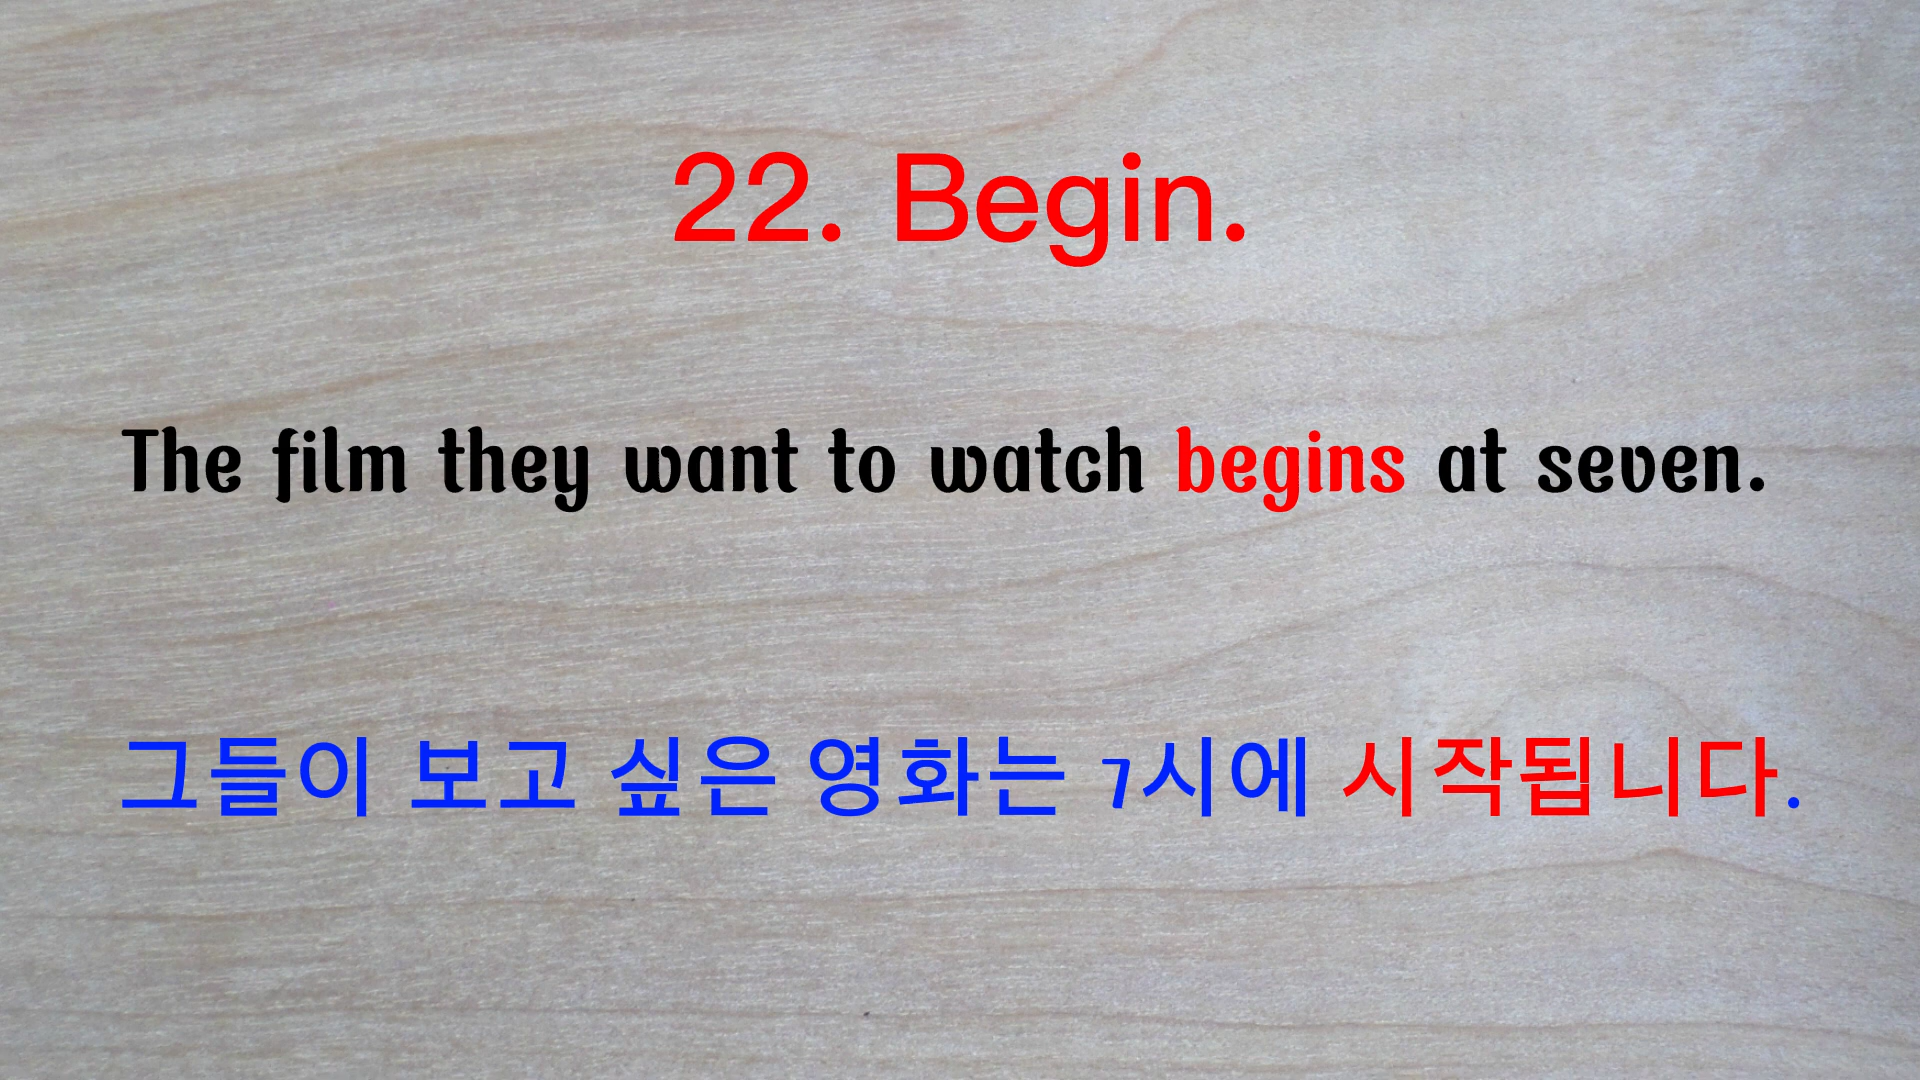 22. Begin.
The film they want to watch begins at seven.
그들이 보고 싶은 영화는 7시에 시작됩니다.